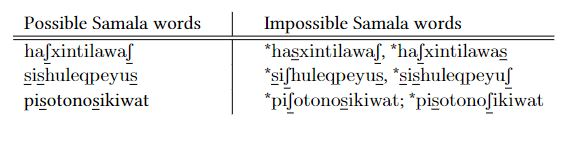 Possible Samala words Impossible Samala words
haʃxintilawaʃ *hasxintilawaʃ, *haʃxintilawas
sishuleqpeyus *siʃhuleqpeyus, *sishuleqpeyuʃ
pisotonosikiwat *piʃotonosikiwat; *pisotonoʃikiwat